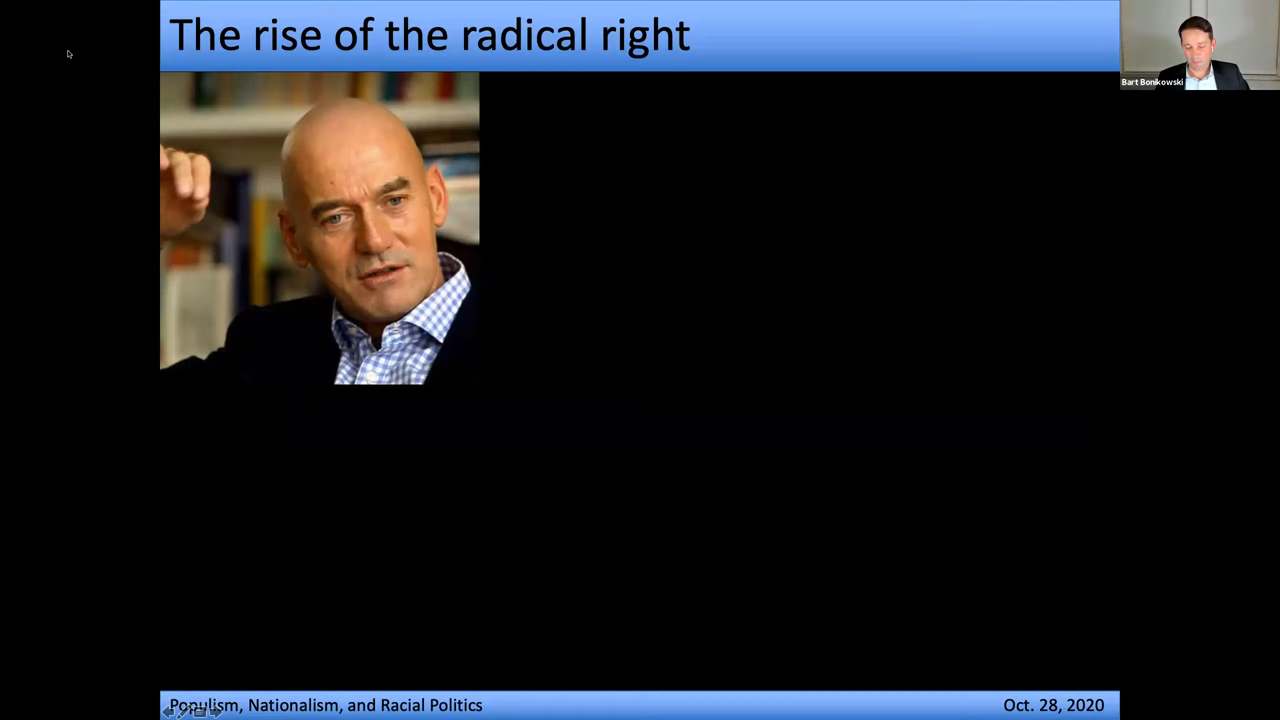 The rise of the radical right
Bart Bonikowski
Populism, Nationalism, and Racial Politics
Oct. 28, 2020